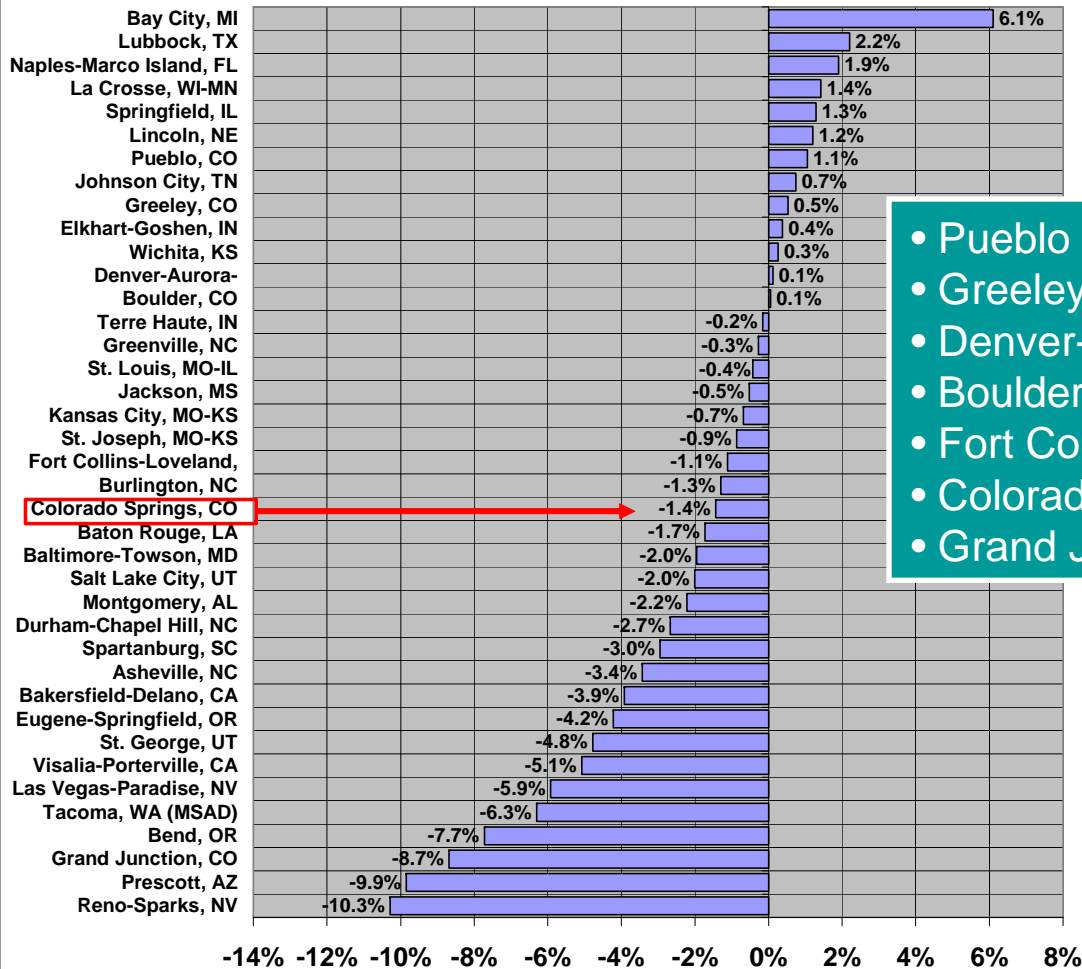 Bay City, MI 6.1%
Lubbock, TX 2.2%
Naples-Marco Island, FL 1.9%
La Crosse, WI-MN 1.4%
Springfield, IL 1.3%
Lincoln, NE 1.2%
Pueblo, CO 1.1%
Johnson City, TN 0.7%
Greeley, CO 0.5%
Elkhart-Goshen, IN 0.4%
Wichita, KS 0.3%
Denver-Aurora- 0.1%
Boulder, CO 0.1%
Terre Haute, IN -0.2%
Greenville, NC -0.3%
St. Louis, MO-IL -0.4%
Jackson, MS -0.5%
Kansas City, MO-KS -0.7%
St. Joseph, MO-KS -0.9%
Fort Collins-Loveland, -1.1%
Burlington, NC -1.3%
Colorado Springs, CO -1.4%
Baton Rouge, LA -1.7%
Baltimore-Towson, MD -2.0%
Salt Lake City, UT -2.0%
Montgomery, AL -2.2%
Durham-Chapel Hill, NC -2.7%
Spartanburg, SC -3.0%
Asheville, NC -3.4%
Bakersfield-Delano, CA -3.9%
Eugene-Springfield, OR -4.2%
St. George, UT -4.8%
Visalia-Porterville, CA -5.1%
Las Vegas-Paradise, NV -5.9%
Tacoma, WA (MSAD) -6.3%
Bend, OR -7.7%
Grand Junction, CO -8.7%
Prescott, AZ -9.9%
Reno-Sparks, NV -10.3%
-14% -12% -10% -8% -6% -4% -2% 0% 2% 4% 6% 8%
• Pueblo
• Greeley
• Denver-
• Boulder
• Fort Co
• Colorad
• Grand J